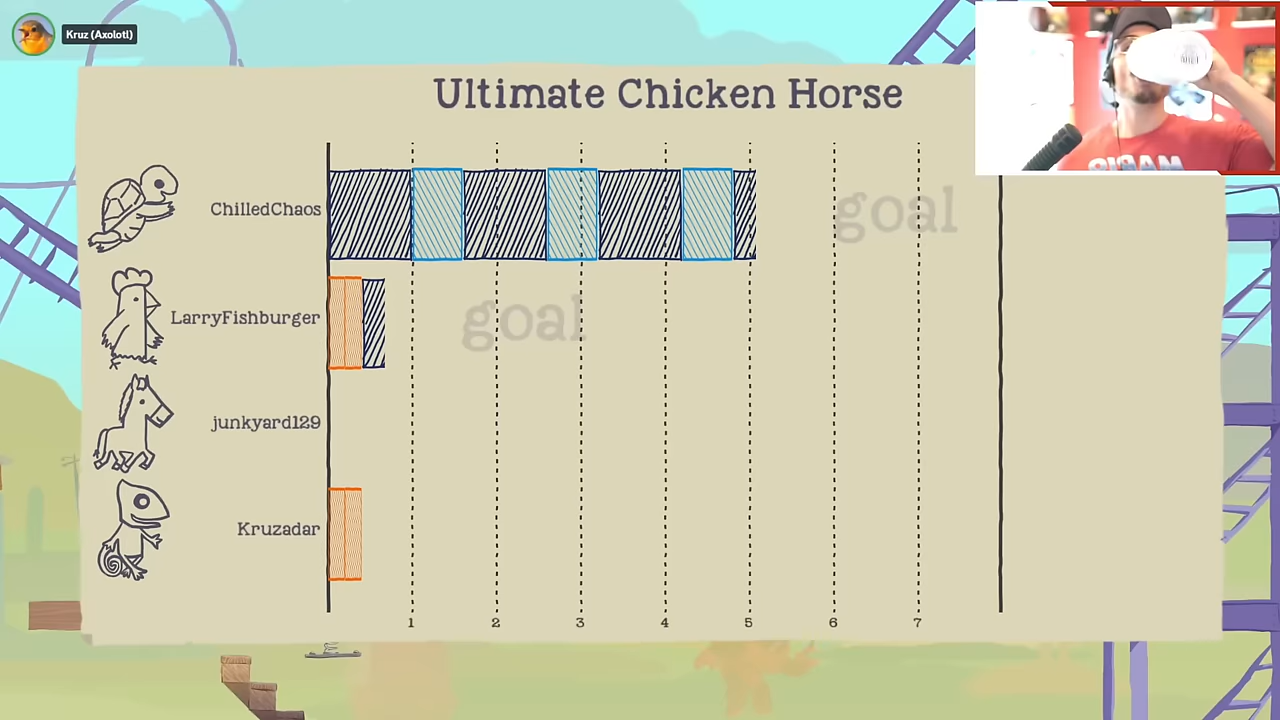 Kruz (Axolotl)
Ultimate Chicken Horse
ChilledChaos
goal
LarryFishburger
goal
junkyard129
Kruzadar
1 2 3 4 5 6 7